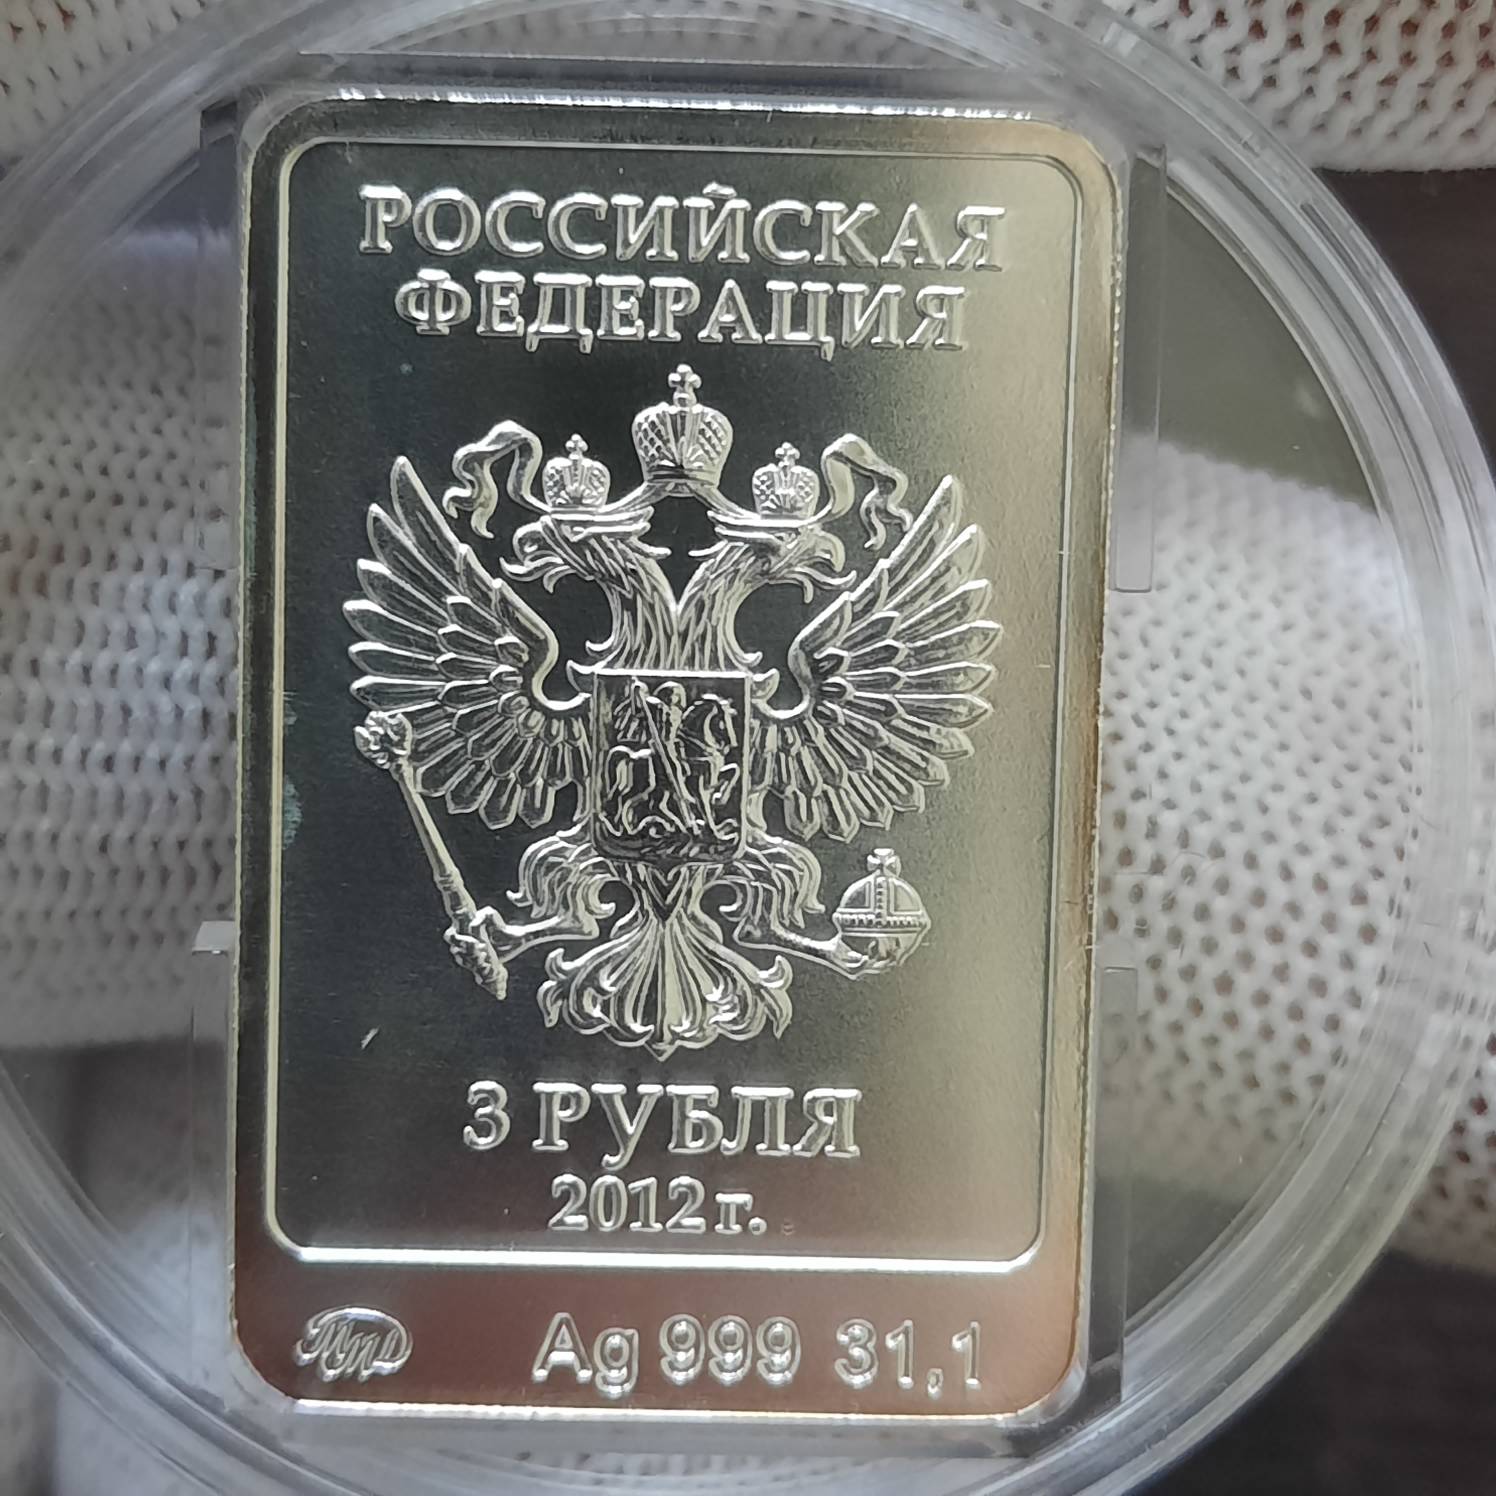 РОССИЙСКАЯ
ФЕДЕРАЦИЯ
3 РУБЛЯ
2012 г.
ММД Ag 999 31,1